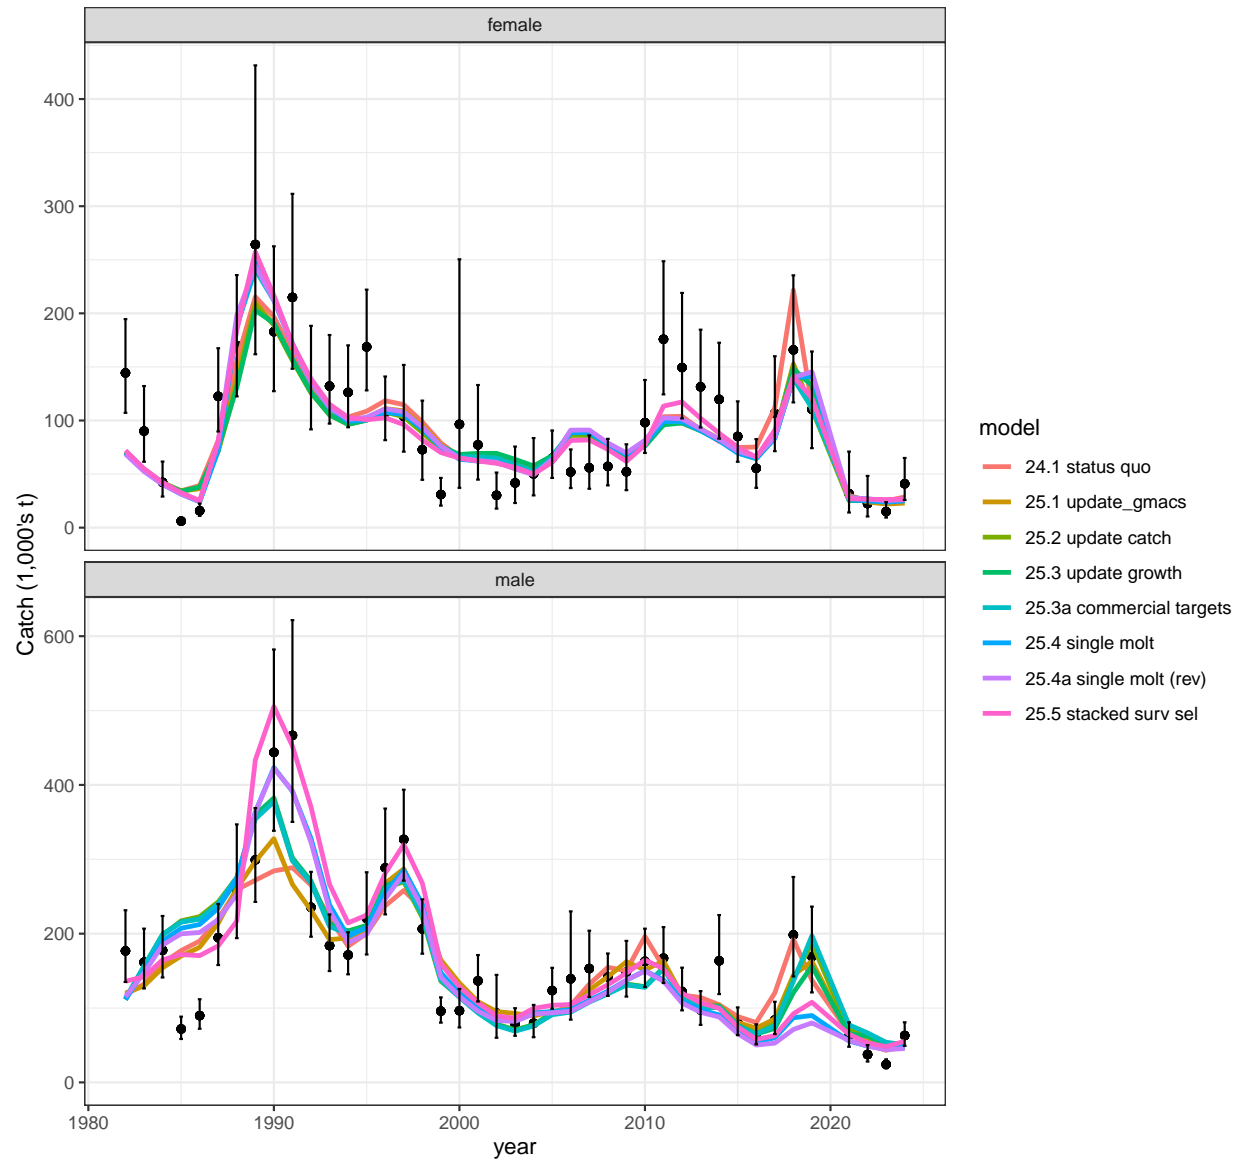 female
400
300
200
100
0
male
600
400
200
0
Catch (1,000's t)
1980
1990
2000
2010
2020
year
model
24.1 status quo
25.1 update_gmacs
25.2 update catch
25.3 update growth
25.3a commercial targets
25.4 single molt
25.4a single molt (rev)
25.5 stacked surv sel